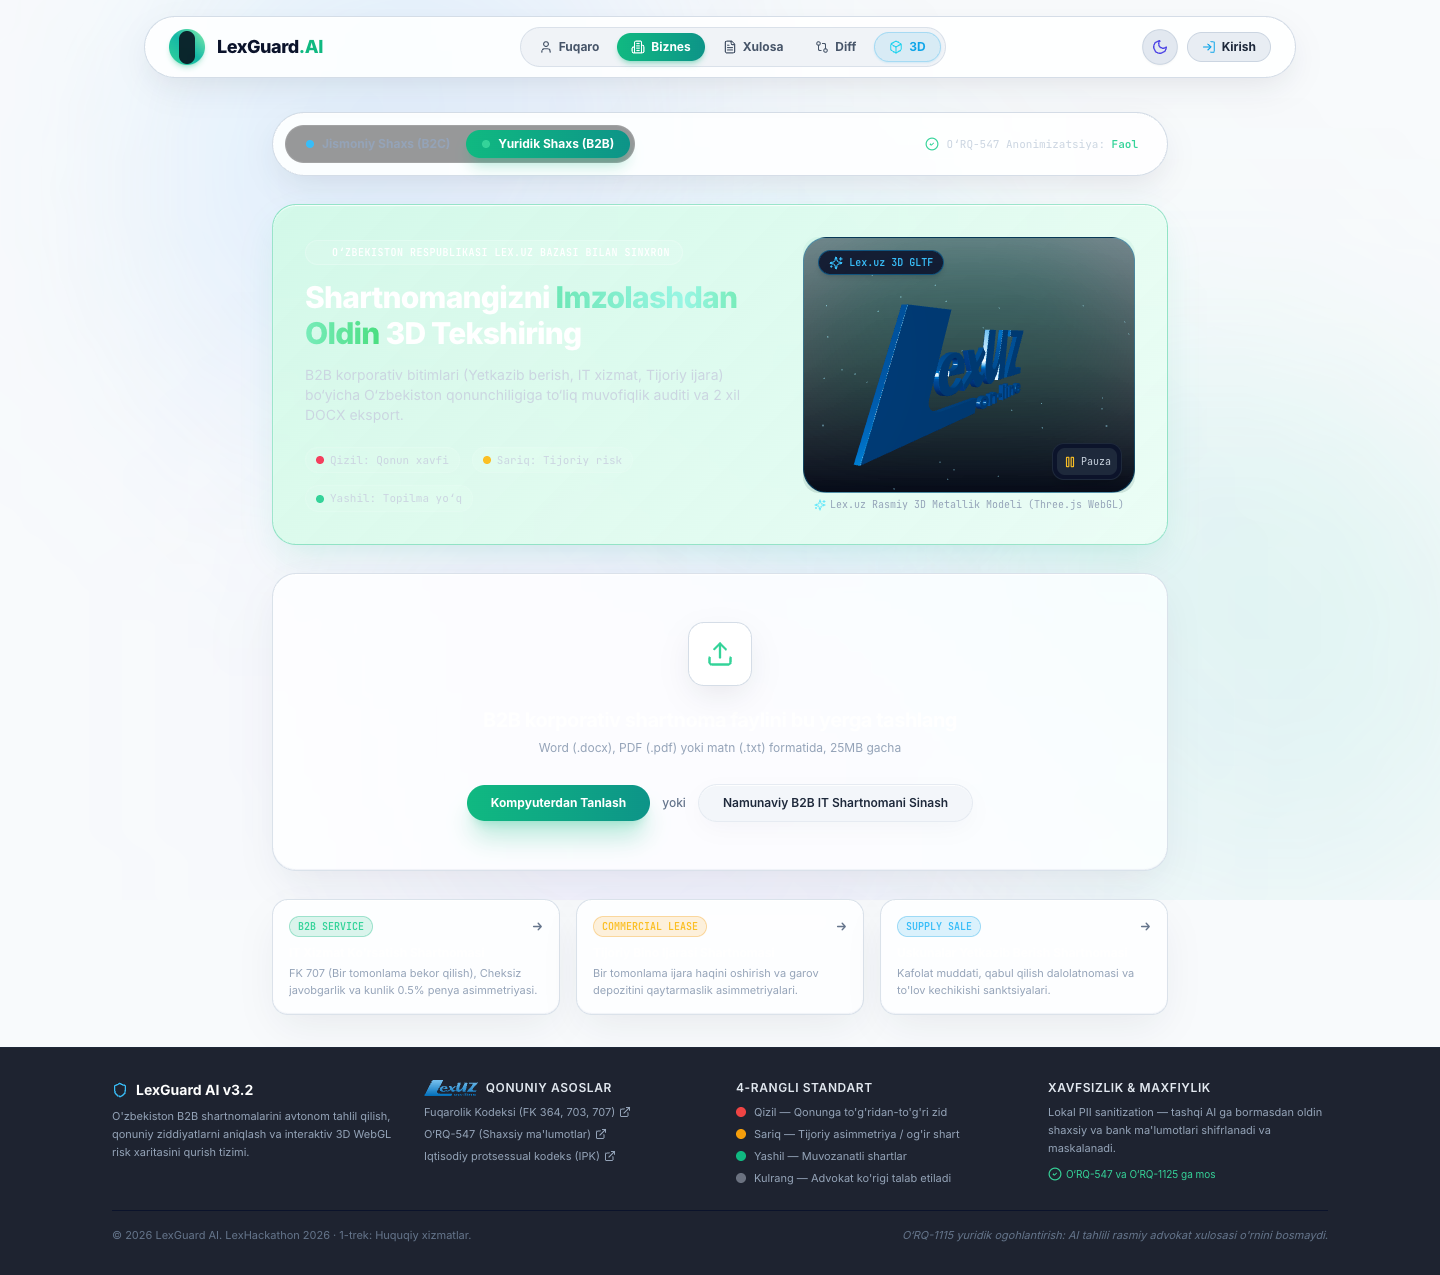 LexGuard.AI
Fuqaro
Biznes
Xulosa
Diff
3D
Kirish
Jismoniy Shaxs (B2C)
Yuridik Shaxs (B2B)
O'RQ-547 Anonimizatsiya: Faol
O'ZBEKISTON RESPUBLIKASI LEX.UZ BAZASI BILAN SINXRON
Shartnomangizni Imzolashdan
Oldin 3D Tekshiring
B2B korporativ bitimlari (Yetkazib berish, IT xizmat, Tijoriy ijara)
bo'yicha O'zbekiston qonunchiligiga to'liq muvofiqlik auditi va 2 xil
DOCX eksport.
Qizil: Qonun xavfi
Sariq: Tijoriy risk
Yashil: Topilma yo'q
Lex.uz 3D GLTF
LexUZ
Pauza
Lex.uz Rasmiy 3D Metallik Modeli (Three.js WebGL)
B2B korporativ shartnoma faylini bu yerga tashlang
Word (.docx), PDF (.pdf) yoki matn (.txt) formatida, 25MB gacha
Kompyuterdan Tanlash
yoki
Namunaviy B2B IT Shartnomani Sinash
B2B SERVICE
FK 707 (Bir tomonlama bekor qilish), Cheksiz
javobgarlik va kunlik 0.5% penya asimmetriyasi.
COMMERCIAL LEASE
Bir tomonlama ijara haqini oshirish va garov
depozitini qaytarmaslik asimmetriyalari.
SUPPLY SALE
Kafolat muddati, qabul qilish dalolatnomasi va
to'lov kechikishi sanktsiyalari.
LexGuard AI v3.2
O'zbekiston B2B shartnomalarini avtonom tahlil qilish,
qonuniy ziddiyatlarni aniqlash va interaktiv 3D WebGL
risk xaritasini qurish tizimi.
LexUZ QONUNIY ASOSLAR
Fuqarolik Kodeksi (FK 364, 703, 707)
O'RQ-547 (Shaxsiy ma'lumotlar)
Iqtisodiy protsessual kodeks (IPK)
4-RANGLI STANDART
Qizil — Qonunga to'g'ridan-to'g'ri zid
Sariq — Tijoriy asimmetriya / og'ir shart
Yashil — Muvozanatli shartlar
Kulrang — Advokat ko'rigi talab etiladi
XAVFSIZLIK & MAXFIYLIK
Lokal PII sanitization — tashqi AI ga bormasdan oldin
shaxsiy va bank ma'lumotlari shifrlanadi va
maskalanadi.
O'RQ-547 va O'RQ-1125 ga mos
© 2026 LexGuard AI. LexHackathon 2026 · 1-trek: Huquqiy xizmatlar.
O'RQ-1115 yuridik ogohlantirish: AI tahlili rasmiy advokat xulosasi o'rnini bosmaydi.